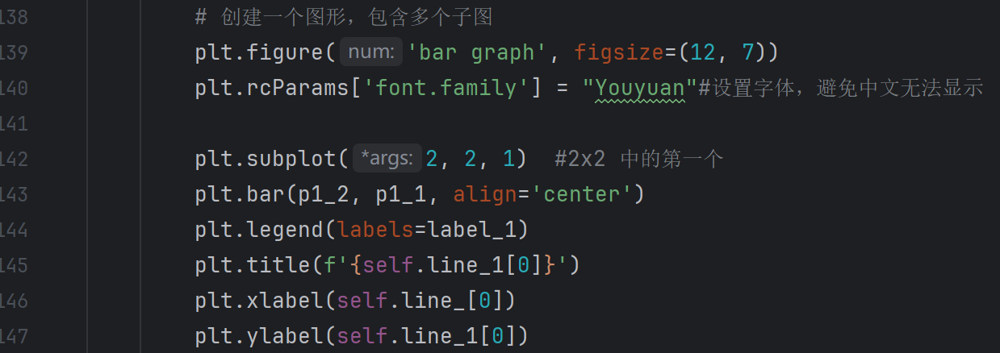 138 # 创建一个图形，包含多个子图
139 plt.figure( num: 'bar graph', figsize=(12, 7))
140 plt.rcParams['font.family'] = "Youyuan"#设置字体，避免中文无法显示
141
142 plt.subplot( *args: 2, 2, 1)  #2x2 中的第一个
143 plt.bar(p1_2, p1_1, align='center')
144 plt.legend(labels=label_1)
145 plt.title(f'{self.line_1[0]}')
146 plt.xlabel(self.line_[0])
147 plt.ylabel(self.line_1[0])